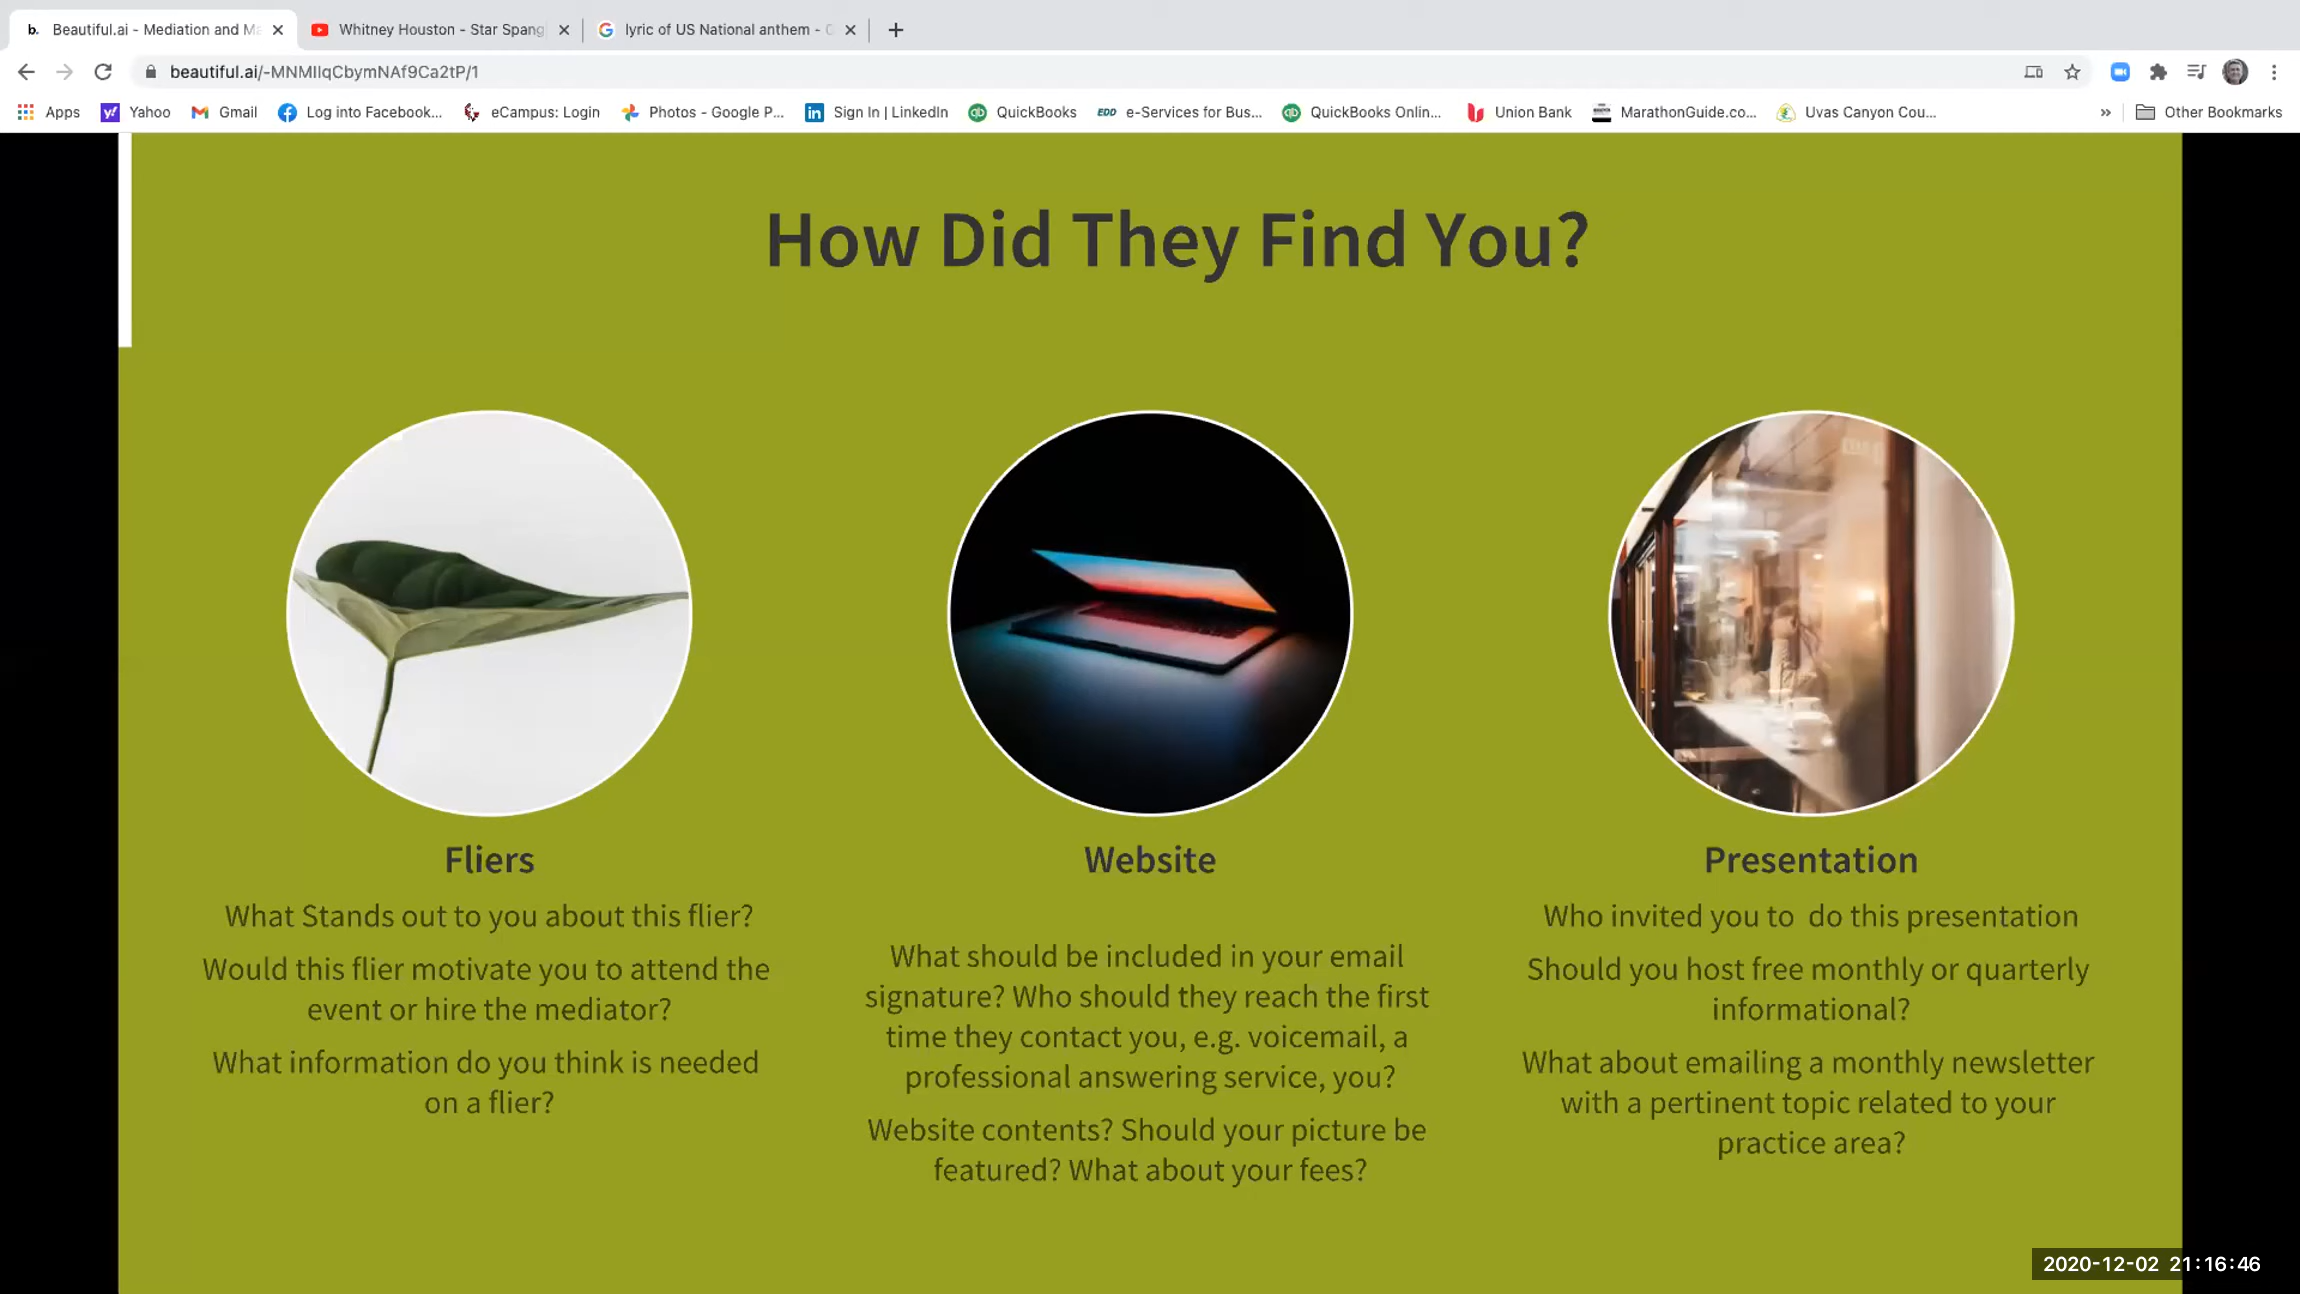 b. Beautiful.ai - Mediation and Ma
Whitney Houston - Star Spang
lyric of US National anthem -
beautiful.ai/-MNMIlqCbymNAf9Ca2tP/1
Apps
Yahoo
Gmail
Log into Facebook...
eCampus: Login
Photos - Google P...
Sign In | LinkedIn
QuickBooks
EDD e-Services for Bus...
QuickBooks Onlin...
Union Bank
MarathonGuide.co...
Uvas Canyon Cou...
Other Bookmarks
How Did They Find You?
Fliers
What Stands out to you about this flier?
Would this flier motivate you to attend the
event or hire the mediator?
What information do you think is needed
on a flier?
Website
What should be included in your email
signature? Who should they reach the first
time they contact you, e.g. voicemail, a
professional answering service, you?
Website contents? Should your picture be
featured? What about your fees?
Presentation
Who invited you to  do this presentation
Should you host free monthly or quarterly
informational?
What about emailing a monthly newsletter
with a pertinent topic related to your
practice area?
2020-12-02 21:16:46